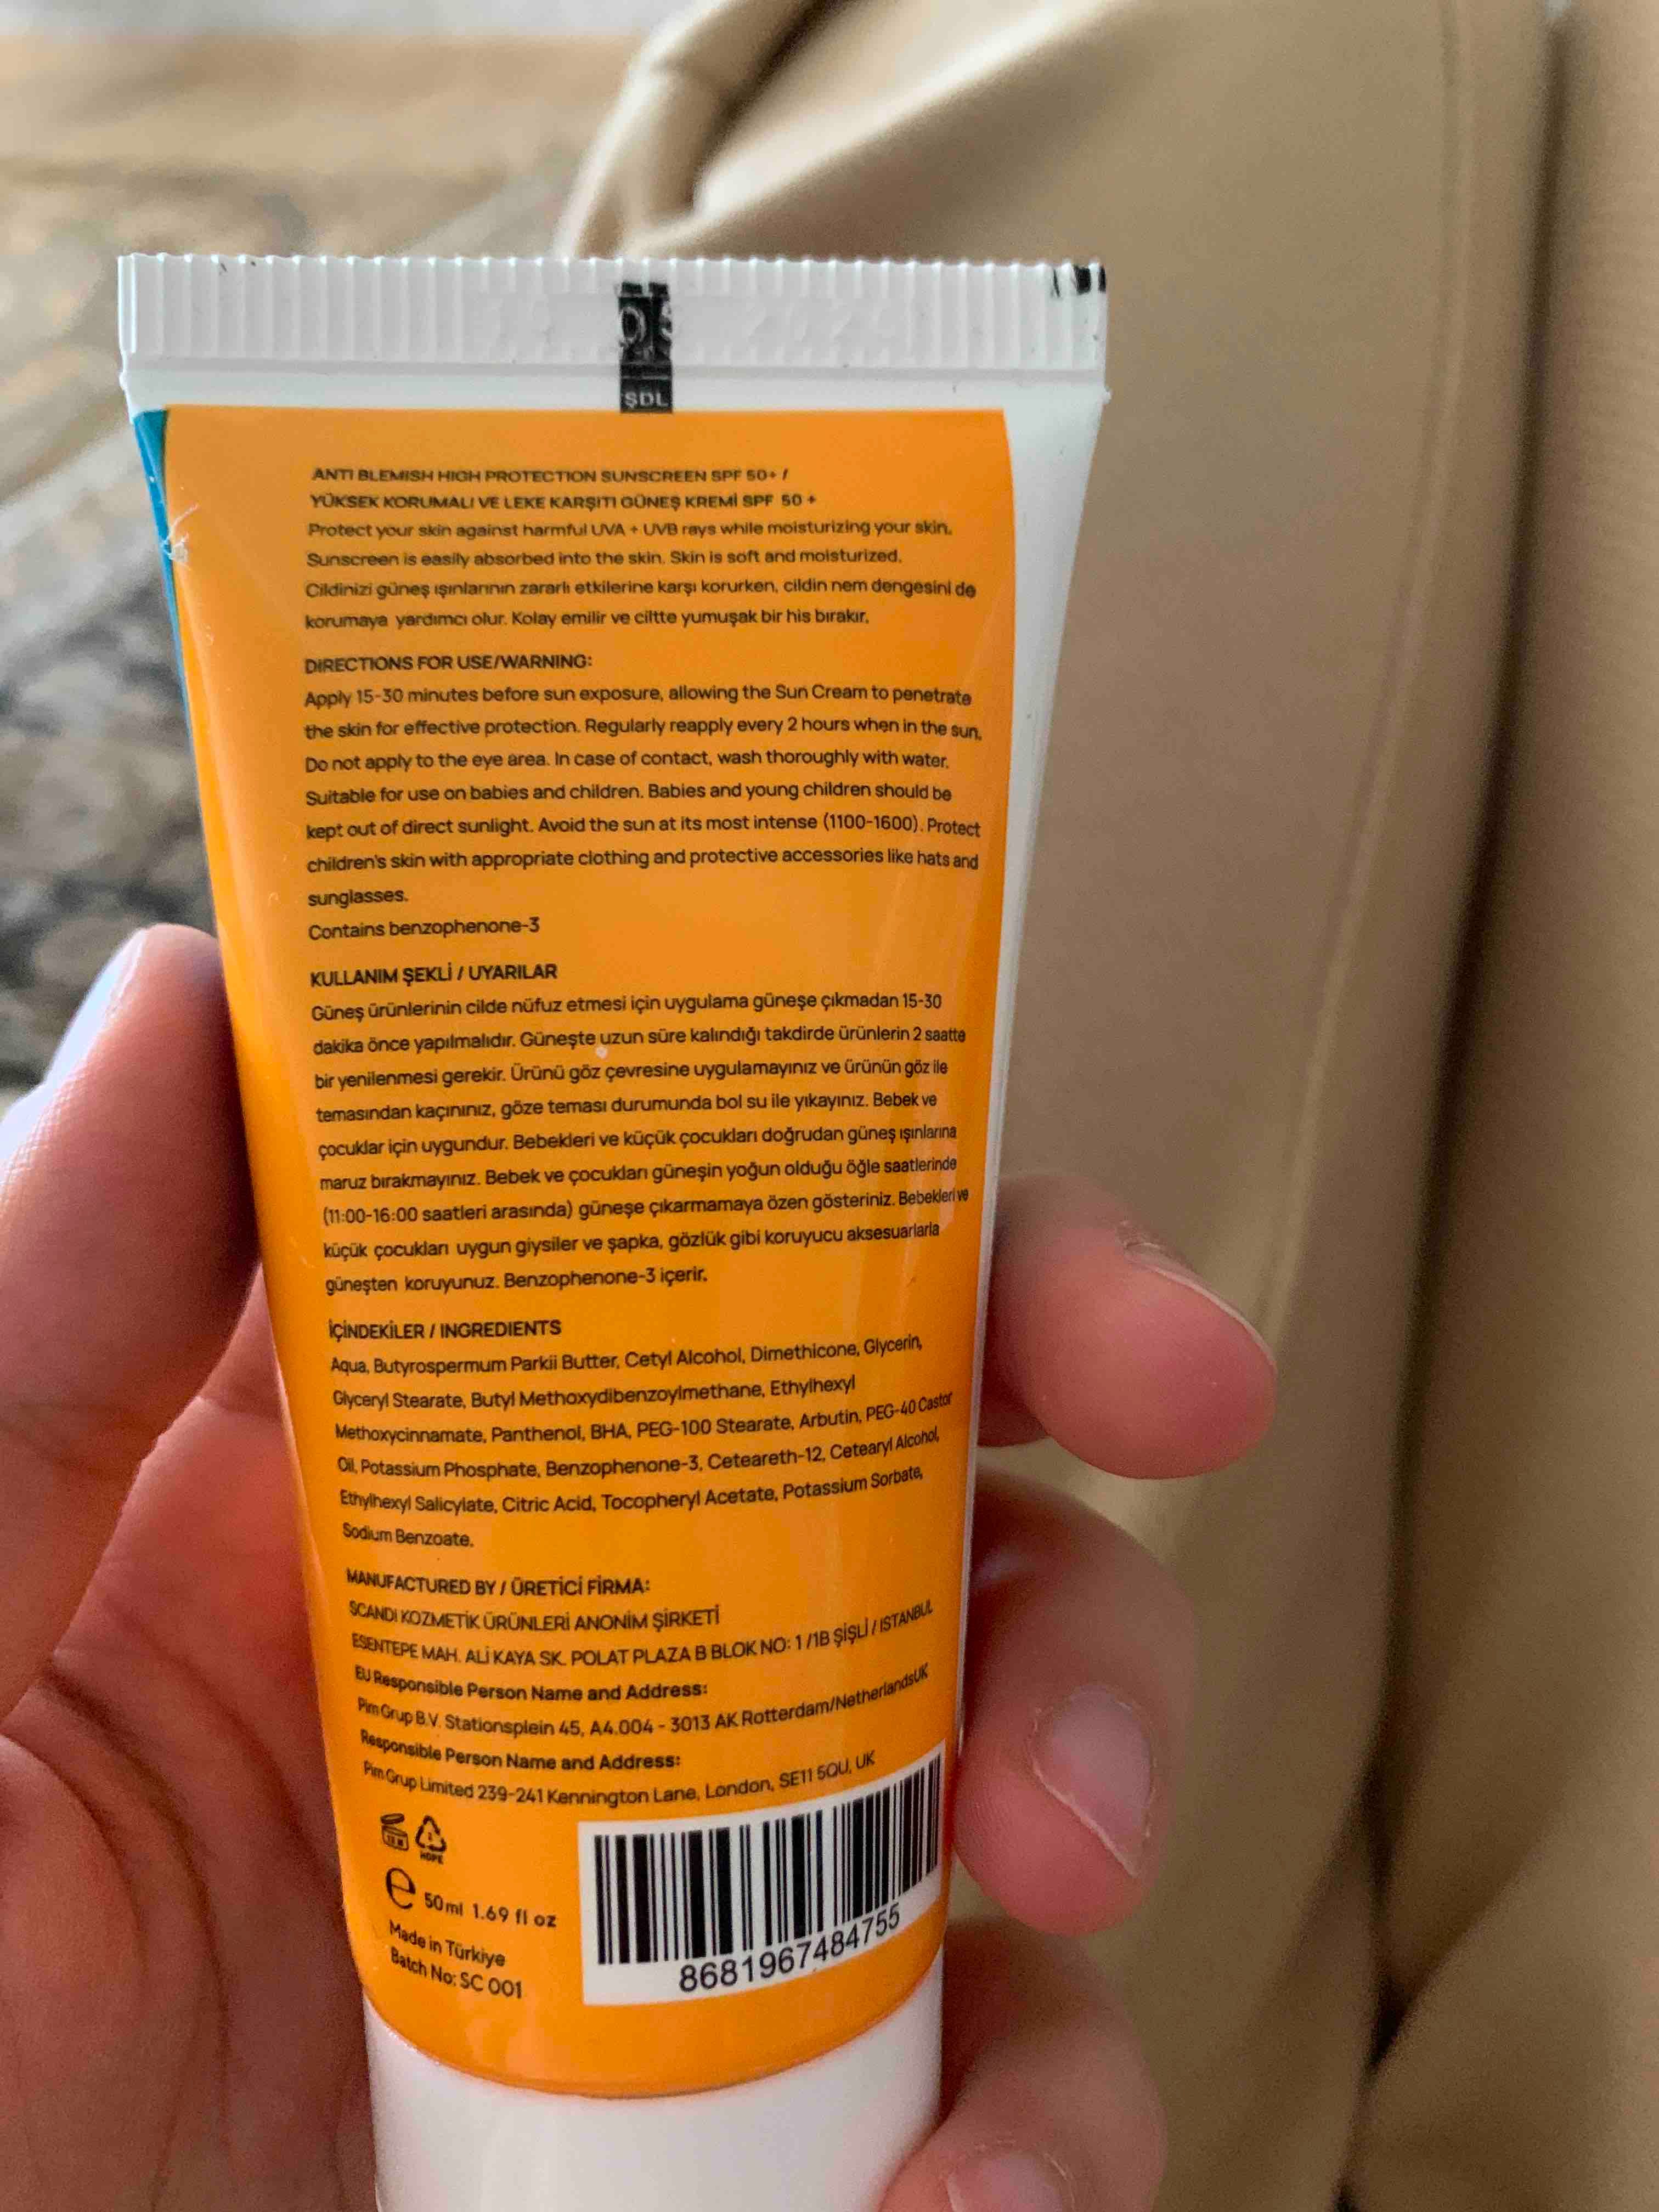 ŞDL
ANTI BLEMISH HIGH PROTECTION SUNSCREEN SPF 50+ /
YÜKSEK KORUMALI VE LEKE KARŞITI GÜNEŞ KREMİ SPF 50 +
Protect your skin against harmful UVA + UVB rays while moisturizing your skin.
Sunscreen is easily absorbed into the skin. Skin is soft and moisturized.
Cildinizi güneş ışınlarının zararlı etkilerine karşı korurken, cildin nem dengesini de
korumaya yardımcı olur. Kolay emilir ve ciltte yumuşak bir his bırakır.
DIRECTIONS FOR USE/WARNING:
Apply 15-30 minutes before sun exposure, allowing the Sun Cream to penetrate
the skin for effective protection. Regularly reapply every 2 hours when in the sun.
Do not apply to the eye area. In case of contact, wash thoroughly with water.
Suitable for use on babies and children. Babies and young children should be
kept out of direct sunlight. Avoid the sun at its most intense (1100-1600). Protect
children's skin with appropriate clothing and protective accessories like hats and
sunglasses.
Contains benzophenone-3
KULLANIM ŞEKLİ / UYARILAR
Güneş ürünlerinin cilde nüfuz etmesi için uygulama güneşe çıkmadan 15-30
dakika önce yapılmalıdır. Güneşte uzun süre kalındığı takdirde ürünlerin 2 saatte
bir yenilenmesi gerekir. Ürünü göz çevresine uygulamayınız ve ürünün göz ile
temasından kaçınınız, göze teması durumunda bol su ile yıkayınız. Bebek ve
çocuklar için uygundur. Bebekleri ve küçük çocukları doğrudan güneş ışınlarına
maruz bırakmayınız. Bebek ve çocukları güneşin yoğun olduğu öğle saatlerinde
(11:00-16:00 saatleri arasında) güneşe çıkarmamaya özen gösteriniz. Bebekleri ve
küçük çocukları uygun giysiler ve şapka, gözlük gibi koruyucu aksesuarlarla
güneşten koruyunuz. Benzophenone-3 içerir.
İÇİNDEKİLER / INGREDIENTS
Aqua, Butyrospermum Parkii Butter, Cetyl Alcohol, Dimethicone, Glycerin,
Glyceryl Stearate, Butyl Methoxydibenzoylmethane, Ethylhexyl
Methoxycinnamate, Panthenol, BHA, PEG-100 Stearate, Arbutin, PEG-40 Castor
Oil, Potassium Phosphate, Benzophenone-3, Ceteareth-12, Cetearyl Alcohol,
Ethylhexyl Salicylate, Citric Acid, Tocopheryl Acetate, Potassium Sorbate,
Sodium Benzoate.
MANUFACTURED BY / ÜRETİCİ FİRMA:
SCANDI KOZMETİK ÜRÜNLERİ ANONİM ŞİRKETİ
ESENTEPE MAH. ALİ KAYA SK. POLAT PLAZA B BLOK NO: 1 /1B ŞİŞLİ / ISTANBUL
EU Responsible Person Name and Address:
Pim Grup B.V. Stationsplein 45, A4.004 - 3013 AK Rotterdam/NetherlandsUK
Responsible Person Name and Address:
Pim Grup Limited 239-241 Kennington Lane, London, SE11 5QU, UK
HDPE
e 50ml 1.69 fl oz
Made in Türkiye
Batch No: SC 001
8681967484755